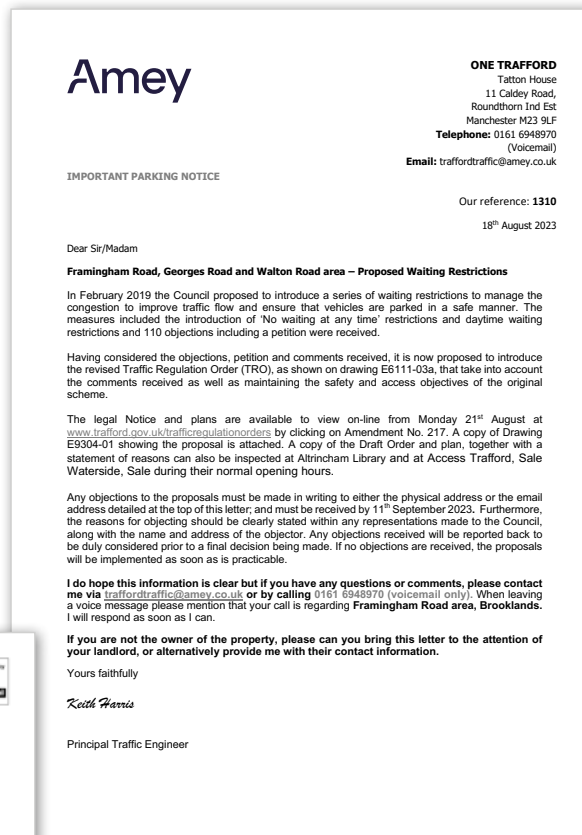 Amey
ONE TRAFFORD
Tatton House
11 Caldey Road,
Roundthorn Ind Est
Manchester M23 9LF
Telephone: 0161 6948970
(Voicemail)
Email: traffordtraffic@amey.co.uk
IMPORTANT PARKING NOTICE
Our reference: 1310
18th August 2023
Dear Sir/Madam
Framingham Road, Georges Road and Walton Road area – Proposed Waiting Restrictions
In February 2019 the Council proposed to introduce a series of waiting restrictions to manage the
congestion to improve traffic flow and ensure that vehicles are parked in a safe manner. The
measures included the introduction of ‘No waiting at any time’ restrictions and daytime waiting
restrictions and 110 objections including a petition were received.
Having considered the objections, petition and comments received, it is now proposed to introduce
the revised Traffic Regulation Order (TRO), as shown on drawing E6111-03a, that take into account
the comments received as well as maintaining the safety and access objectives of the original
scheme.
The legal Notice and plans are available to view on-line from Monday 21st August at
www.trafford.gov.uk/trafficregulationorders by clicking on Amendment No. 217. A copy of Drawing
E9304-01 showing the proposal is attached. A copy of the Draft Order and plan, together with a
statement of reasons can also be inspected at Altrincham Library and at Access Trafford, Sale
Waterside, Sale during their normal opening hours.
Any objections to the proposals must be made in writing to either the physical address or the email
address detailed at the top of this letter; and must be received by 11th September 2023. Furthermore,
the reasons for objecting should be clearly stated within any representations made to the Council,
along with the name and address of the objector. Any objections received will be reported back to
be duly considered prior to a final decision being made. If no objections are received, the proposals
will be implemented as soon as is practicable.
I do hope this information is clear but if you have any questions or comments, please contact
me via traffordtraffic@amey.co.uk or by calling 0161 6948970 (voicemail only). When leaving
a voice message please mention that your call is regarding Framingham Road area, Brooklands.
I will respond as soon as I can.
If you are not the owner of the property, please can you bring this letter to the attention of
your landlord, or alternatively provide me with their contact information.
Yours faithfully
Keith Harris
Principal Traffic Engineer